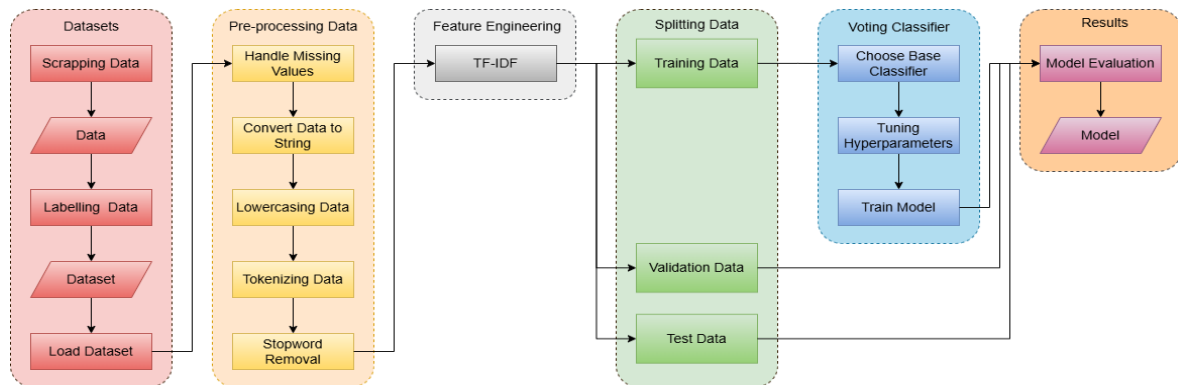 Datasets
Scrapping Data
Data
Labelling Data
Dataset
Load Dataset
Pre-processing Data
Handle Missing
Values
Convert Data to
String
Lowercasing Data
Tokenizing Data
Stopword
Removal
Feature Engineering
TF-IDF
Splitting Data
Training Data
Validation Data
Test Data
Voting Classifier
Choose Base
Classifier
Tuning
Hyperparameters
Train Model
Results
Model Evaluation
Model